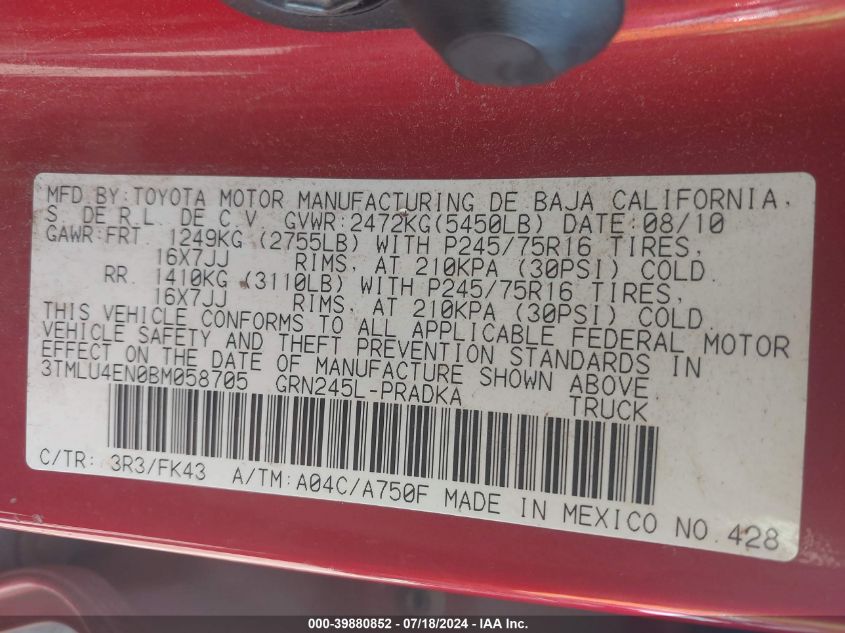 MFD BY: TOYOTA MOTOR MANUFACTURING DE BAJA CALIFORNIA,
S. DE R.L. DE C.V. GVWR:2472KG(5450LB) DATE:08/10
GAWR:FRT 1249KG (2755LB) WITH P245/75R16 TIRES,
16X7JJ RIMS, AT 210KPA (30PSI) COLD.
RR 1410KG (3110LB) WITH P245/75R16 TIRES,
16X7JJ RIMS, AT 210KPA (30PSI) COLD.
THIS VEHICLE CONFORMS TO ALL APPLICABLE FEDERAL MOTOR
VEHICLE SAFETY AND THEFT PREVENTION STANDARDS IN
EFFECT ON THE DATE OF MANUFACTURE SHOWN ABOVE.
3TMLU4EN0BM058705 GRN245L-PRADKA TRUCK
C/TR: 3R3/FK43 A/TM:A04C/A750F MADE IN MEXICO NO.428
000-39880852 - 07/18/2024 - IAA Inc.